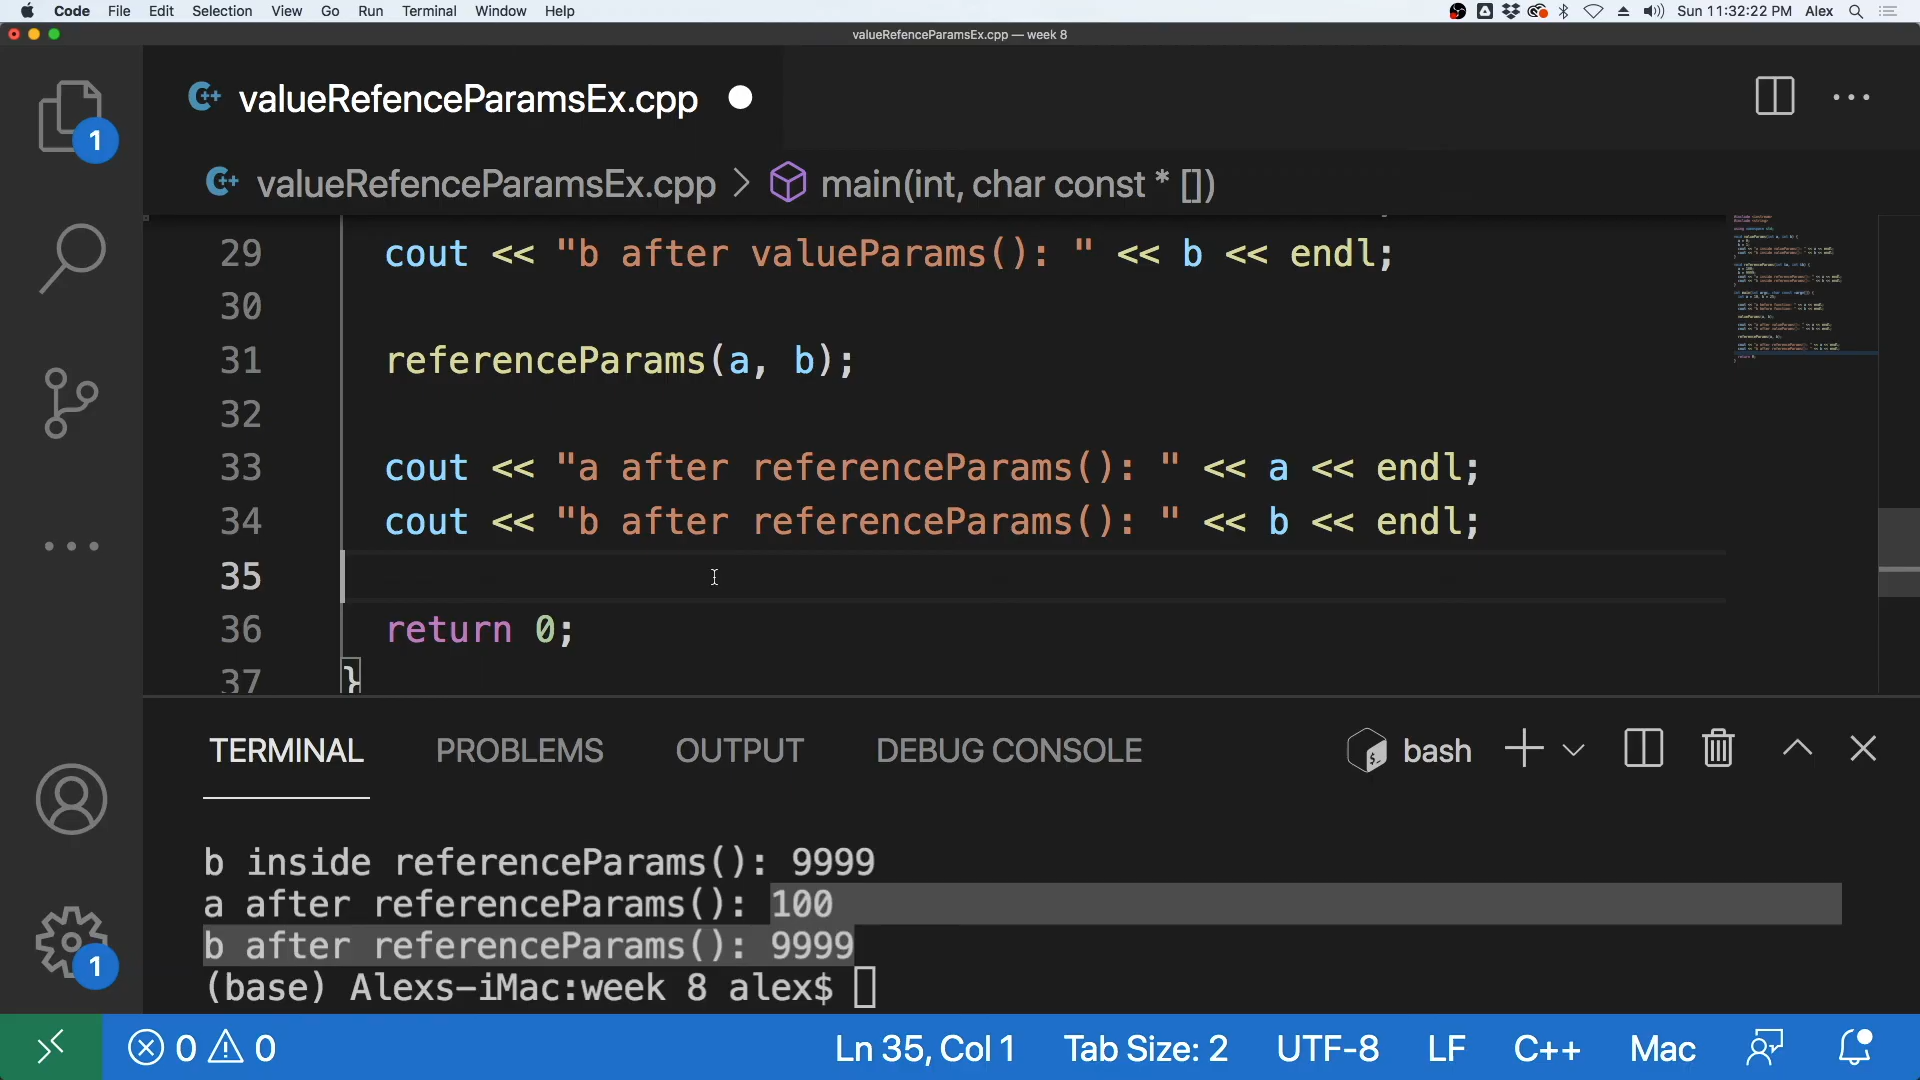 Code File Edit Selection View Go Run Terminal Window Help Sun 11:32:22 PM Alex
valueRefenceParamsEx.cpp — week 8
valueRefenceParamsEx.cpp
1
valueRefenceParamsEx.cpp > main(int, char const * [])
29 cout << "b after valueParams(): " << b << endl;
30
31 referenceParams(a, b);
32
33 cout << "a after referenceParams(): " << a << endl;
34 cout << "b after referenceParams(): " << b << endl;
35
36 return 0;
37 }
TERMINAL PROBLEMS OUTPUT DEBUG CONSOLE bash
b inside referenceParams(): 9999
a after referenceParams(): 100
b after referenceParams(): 9999
(base) Alexs-iMac:week 8 alex$
1
0 0 Ln 35, Col 1 Tab Size: 2 UTF-8 LF C++ Mac